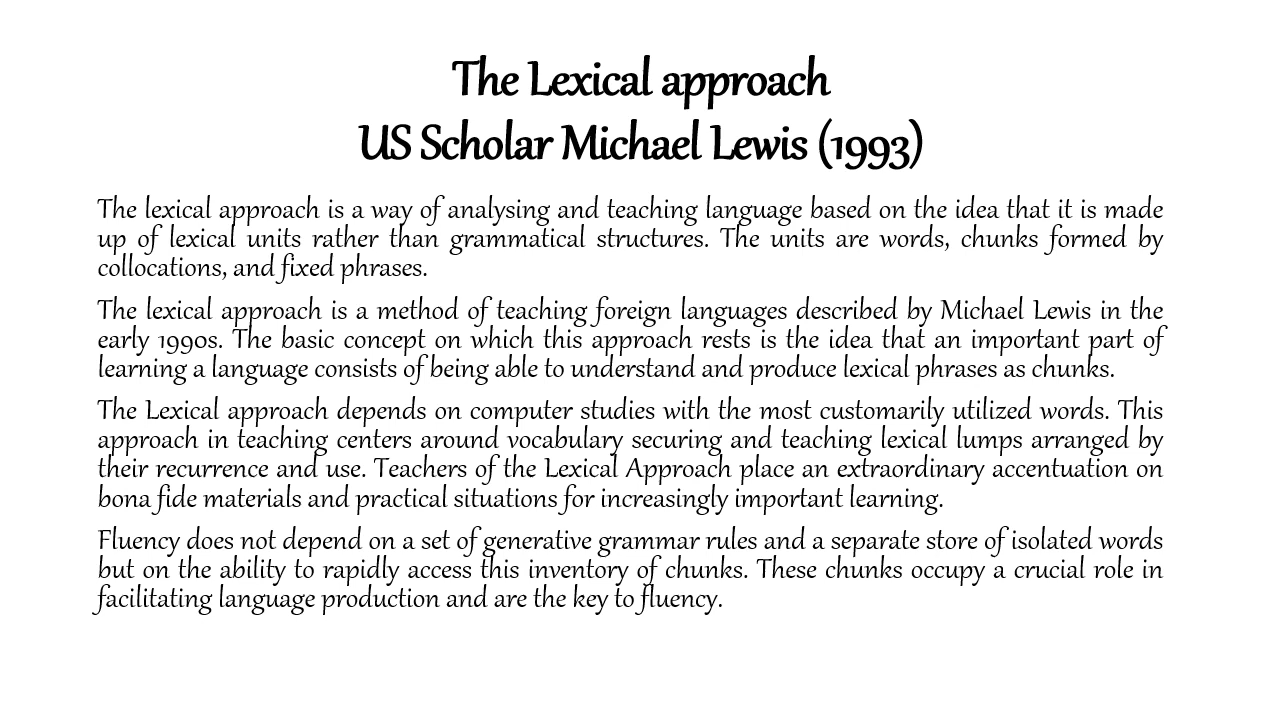 The Lexical approach
US Scholar Michael Lewis (1993)
The lexical approach is a way of analysing and teaching language based on the idea that it is made
up of lexical units rather than grammatical structures. The units are words, chunks formed by
collocations, and fixed phrases.
The lexical approach is a method of teaching foreign languages described by Michael Lewis in the
early 1990s. The basic concept on which this approach rests is the idea that an important part of
learning a language consists of being able to understand and produce lexical phrases as chunks.
The Lexical approach depends on computer studies with the most customarily utilized words. This
approach in teaching centers around vocabulary securing and teaching lexical lumps arranged by
their recurrence and use. Teachers of the Lexical Approach place an extraordinary accentuation on
bona fide materials and practical situations for increasingly important learning.
Fluency does not depend on a set of generative grammar rules and a separate store of isolated words
but on the ability to rapidly access this inventory of chunks. These chunks occupy a crucial role in
facilitating language production and are the key to fluency.